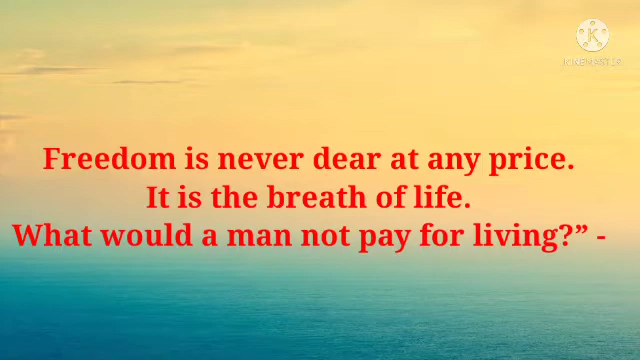 K
KINEMASTER
Freedom is never dear at any price.
It is the breath of life.
What would a man not pay for living?” -